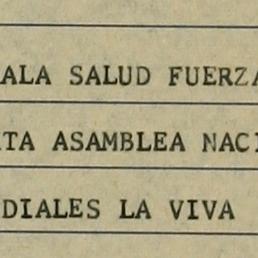 ALA SALUD FUERZA
TA ASAMBLEA NACI
DIALES LA VIVA